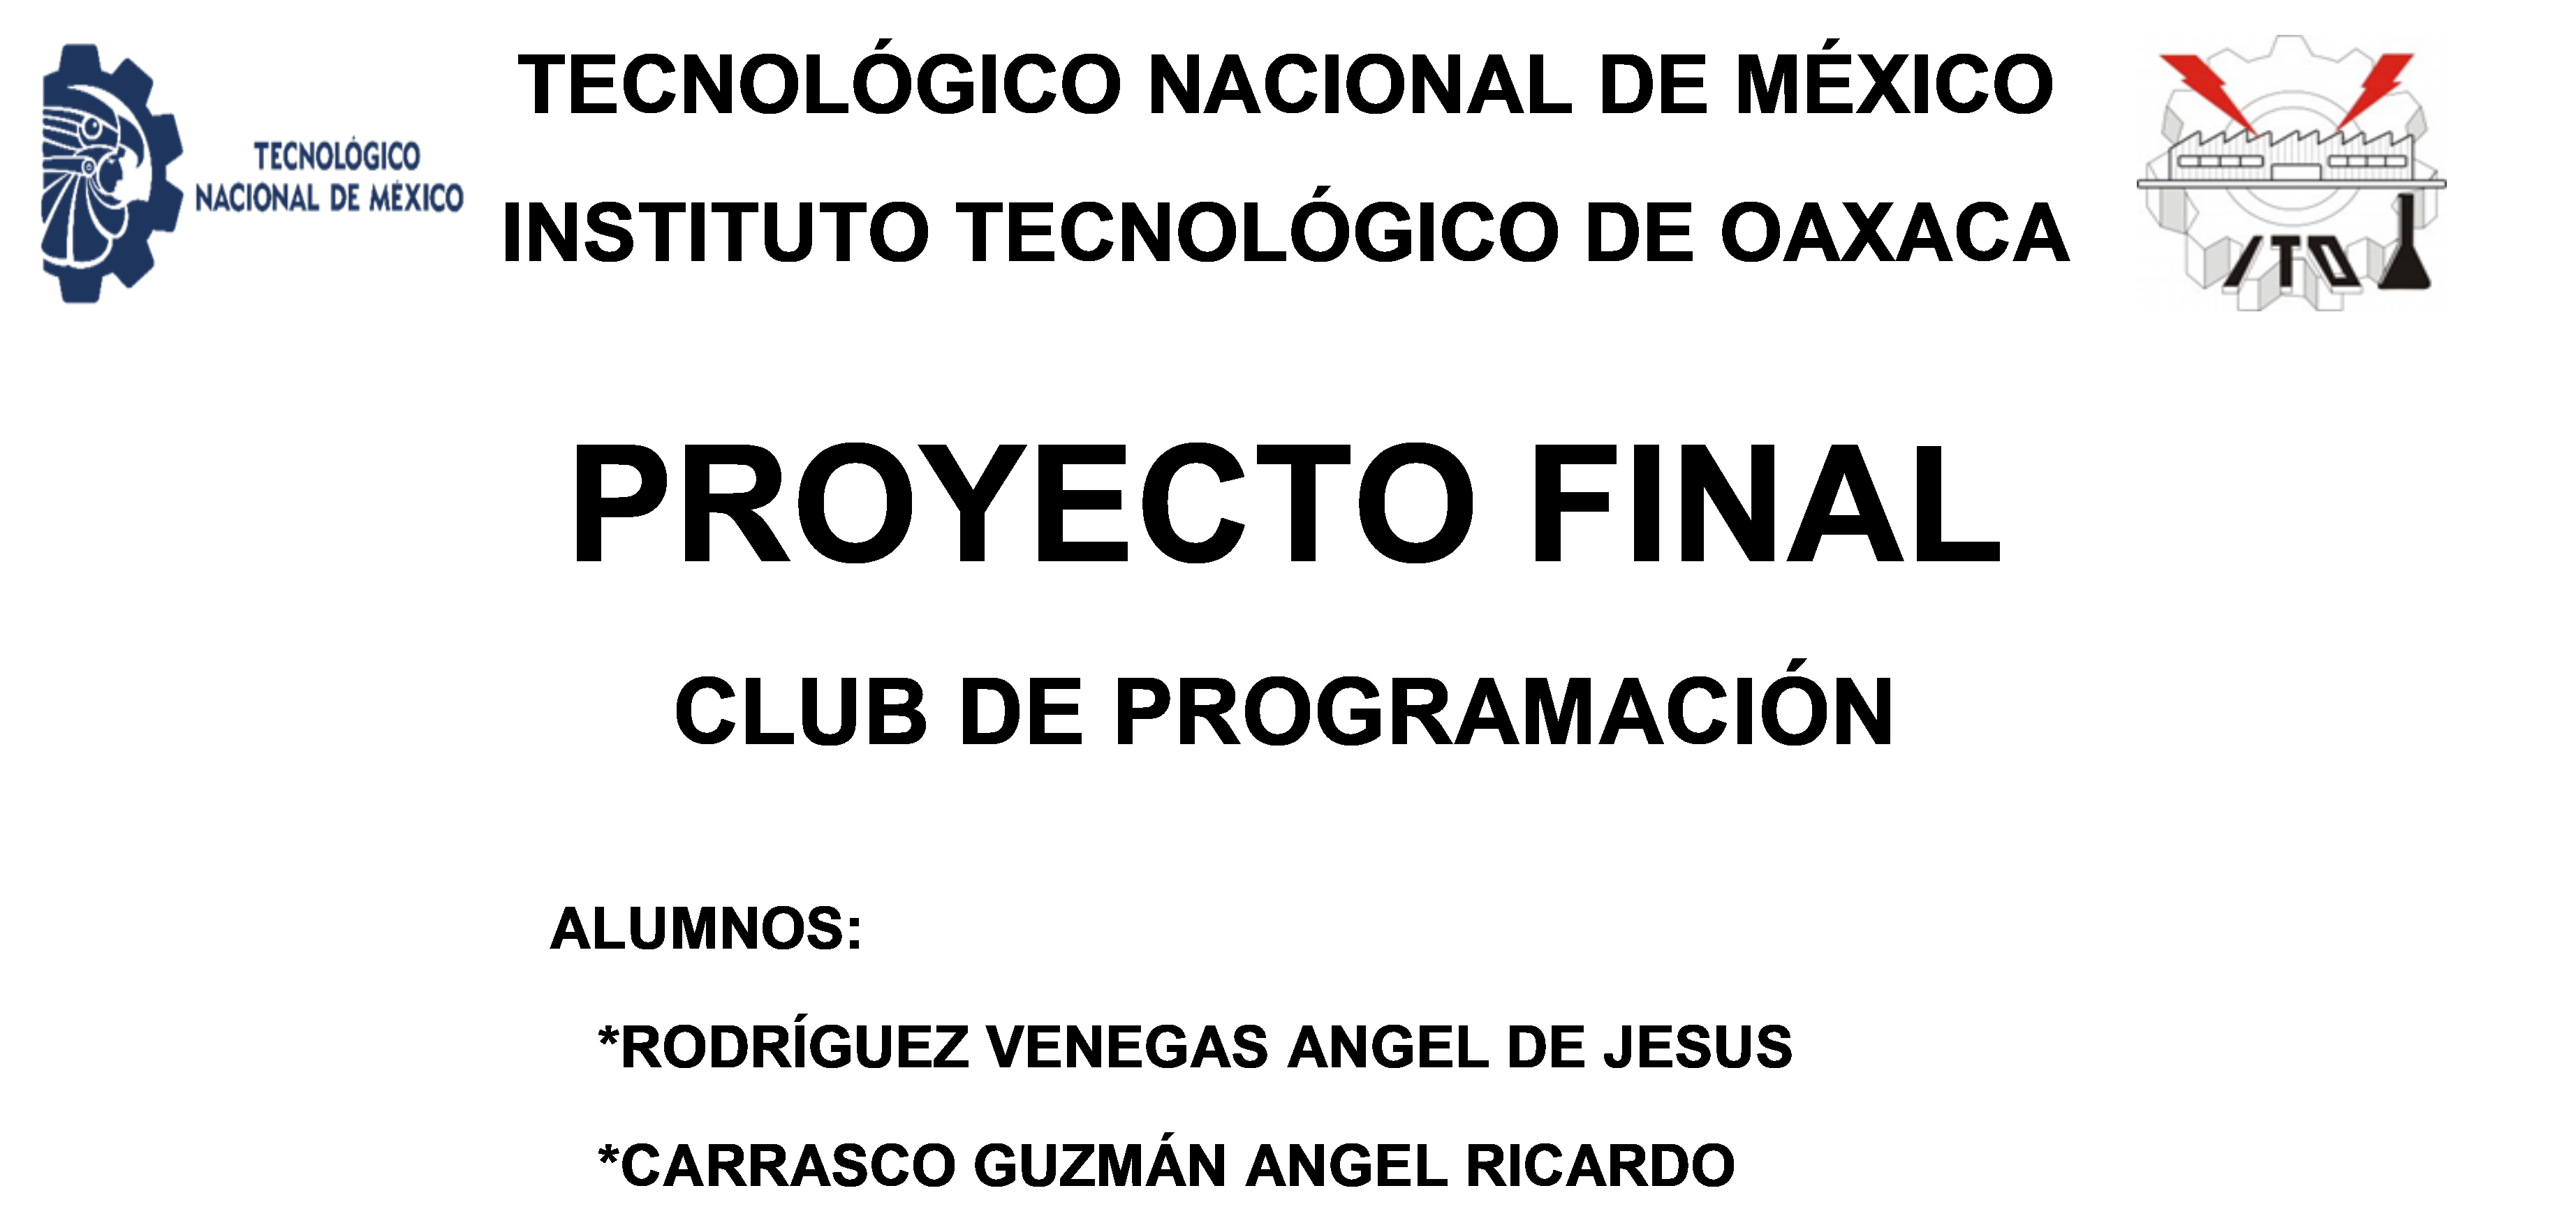 TECNOLÓGICO NACIONAL DE MÉXICO
TECNOLÓGICO
NACIONAL DE MÉXICO
INSTITUTO TECNOLÓGICO DE OAXACA
ITO
PROYECTO FINAL
CLUB DE PROGRAMACIÓN
ALUMNOS:
*RODRÍGUEZ VENEGAS ANGEL DE JESUS
*CARRASCO GUZMÁN ANGEL RICARDO